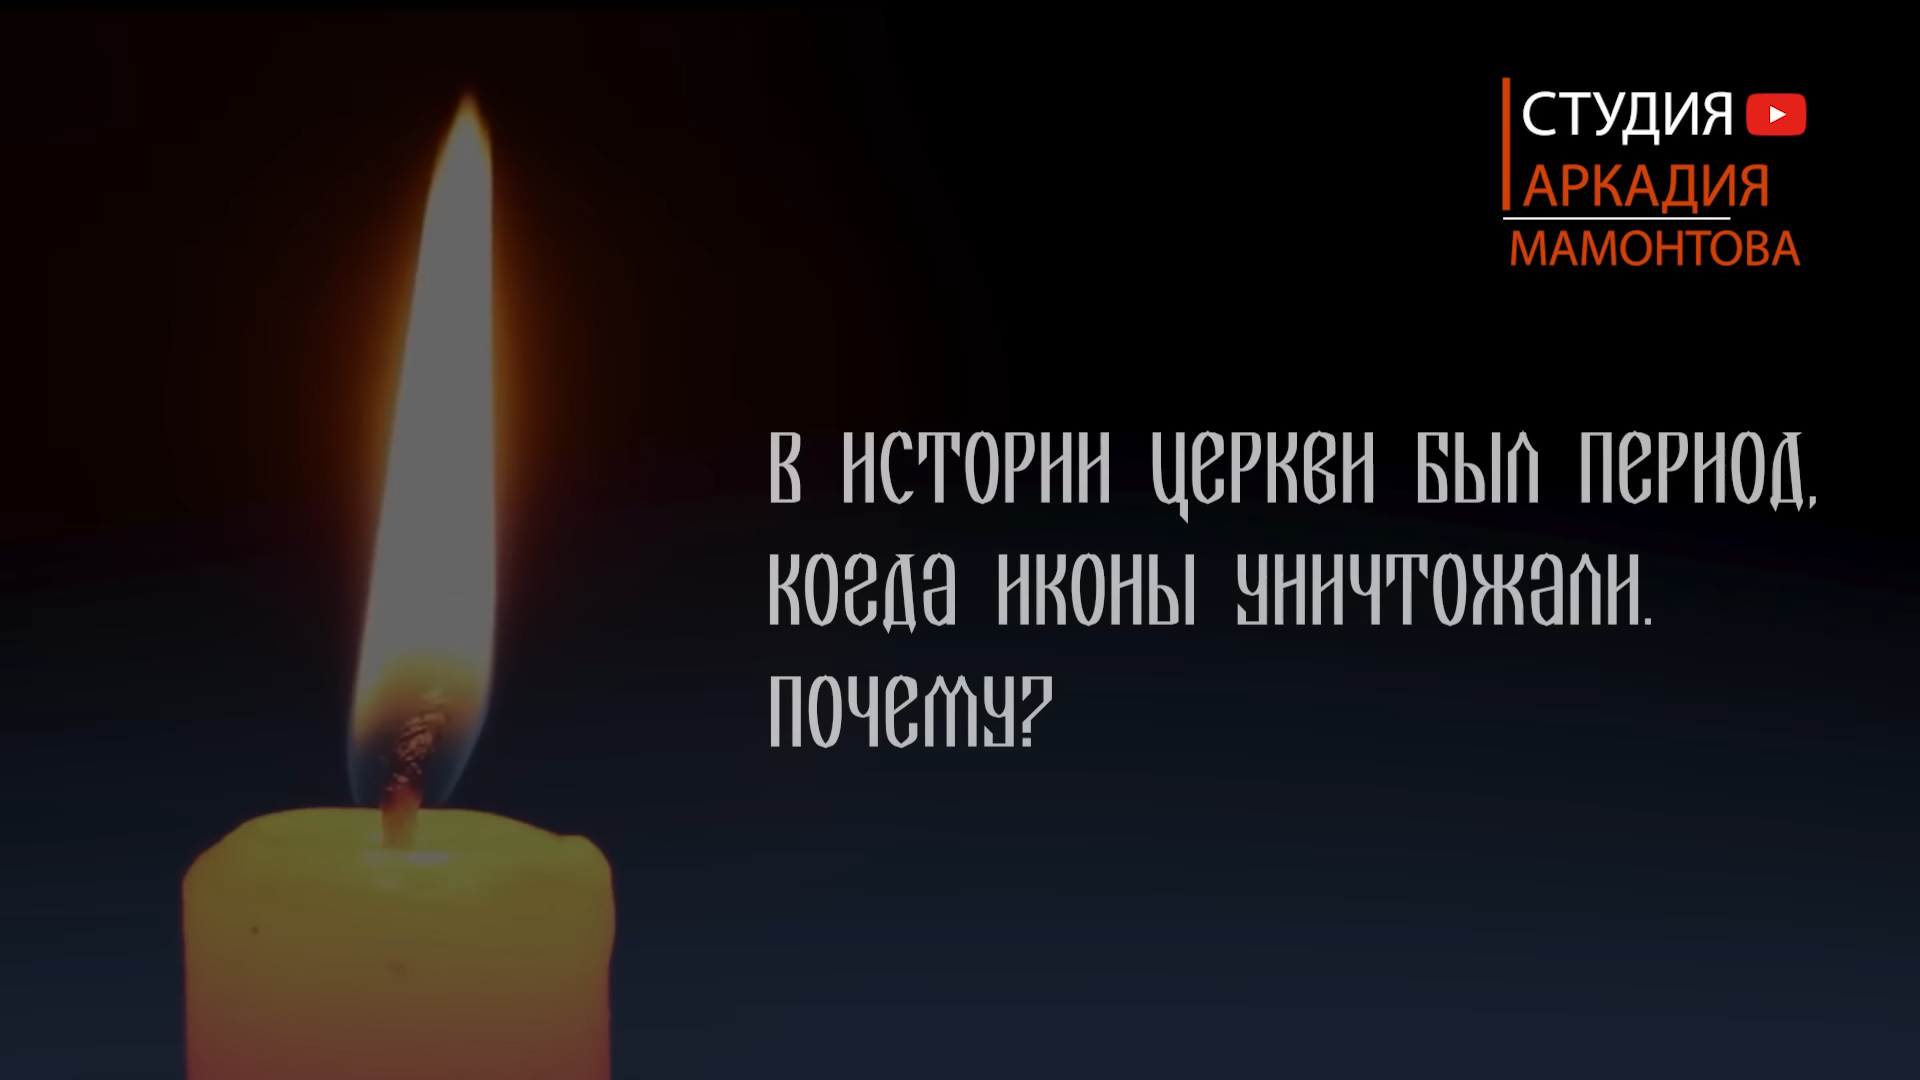 СТУДИЯ
АРКАДИЯ
МАМОНТОВА
В ИСТОРИИ ЦЕРКВИ БЫЛ ПЕРИОД,
КОГДА ИКОНЫ УНИЧТОЖАЛИ.
ПОЧЕМУ?